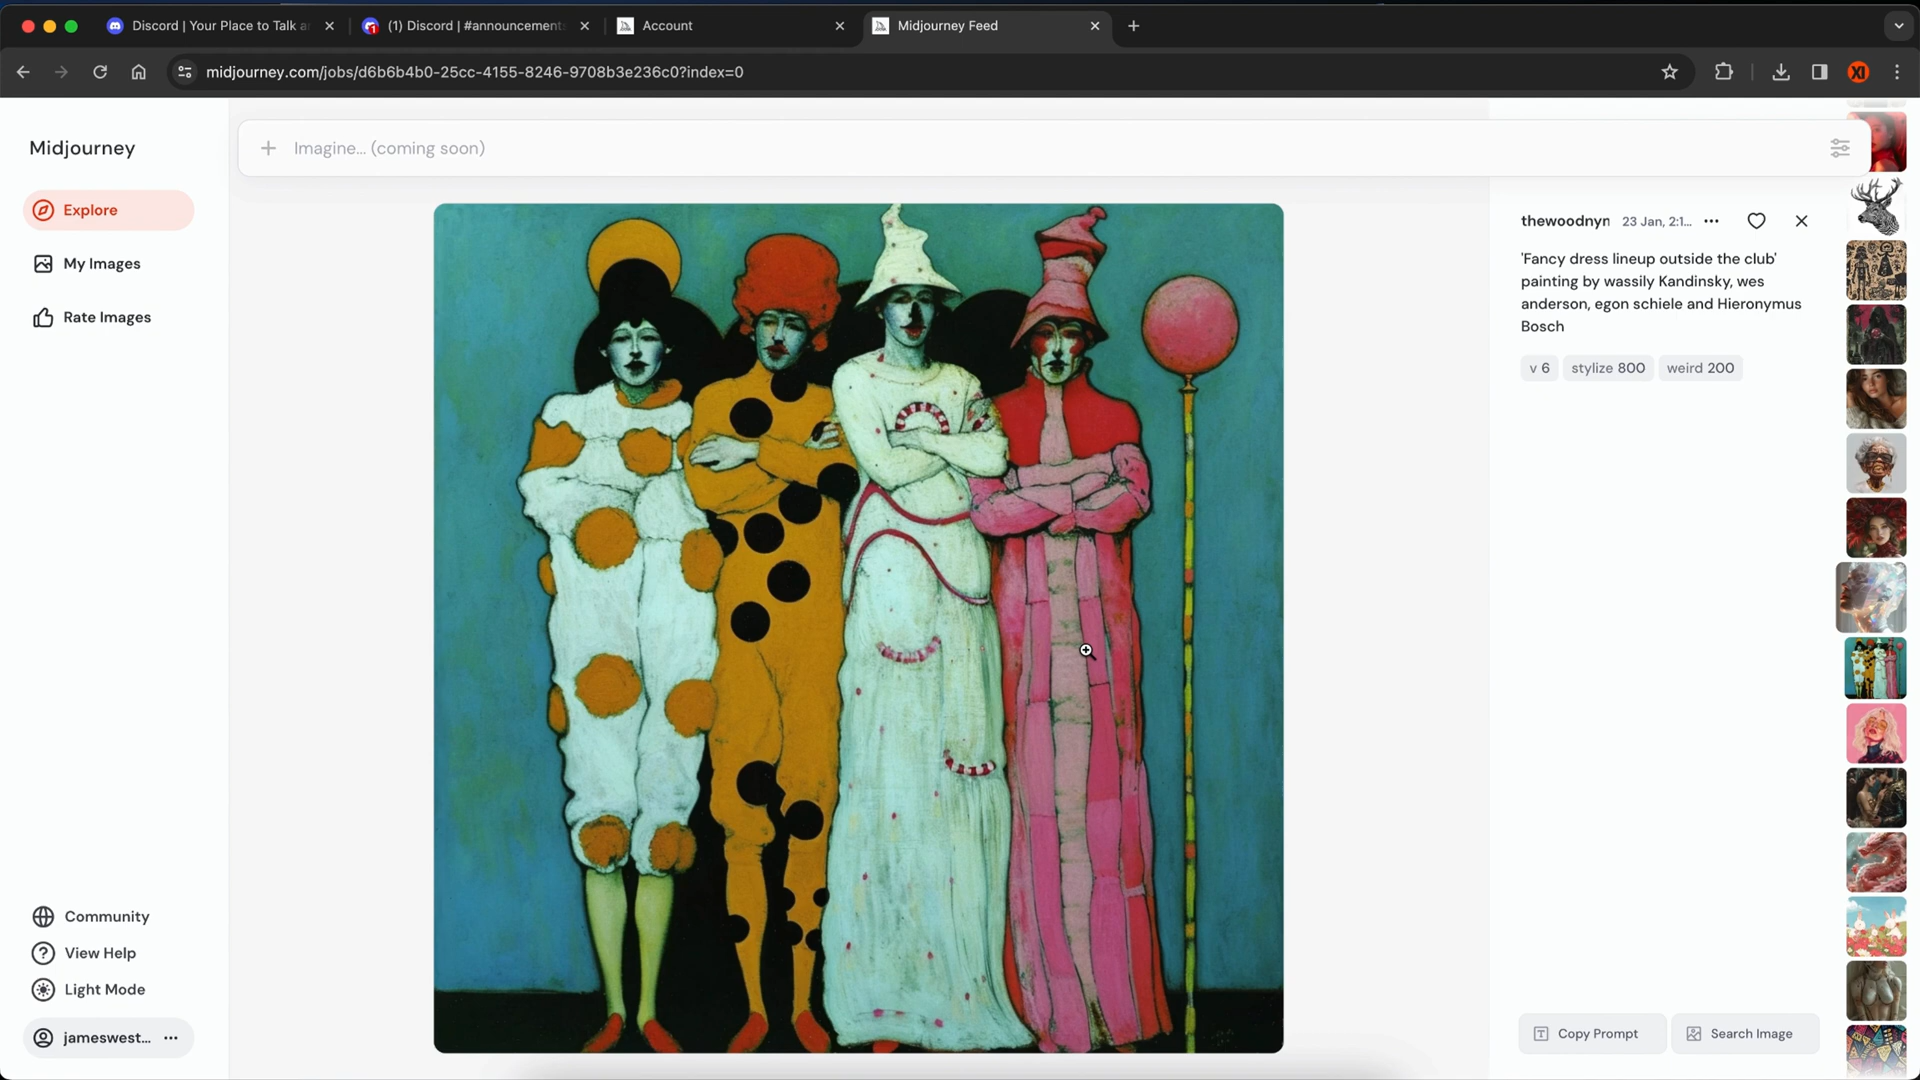 Discord | Your Place to Talk a
(1) Discord | #announcement
Account
Midjourney Feed
midjourney.com/jobs/d6b6b4b0-25cc-4155-8246-9708b3e236c0?index=0
XI
Midjourney
Imagine... (coming soon)
Explore
My Images
Rate Images
thewoodnyn 23 Jan, 2:1...
'Fancy dress lineup outside the club'
painting by wassily Kandinsky, wes
anderson, egon schiele and Hieronymus
Bosch
v 6 stylize 800 weird 200
Community
View Help
Light Mode
jameswest...
Copy Prompt
Search Image